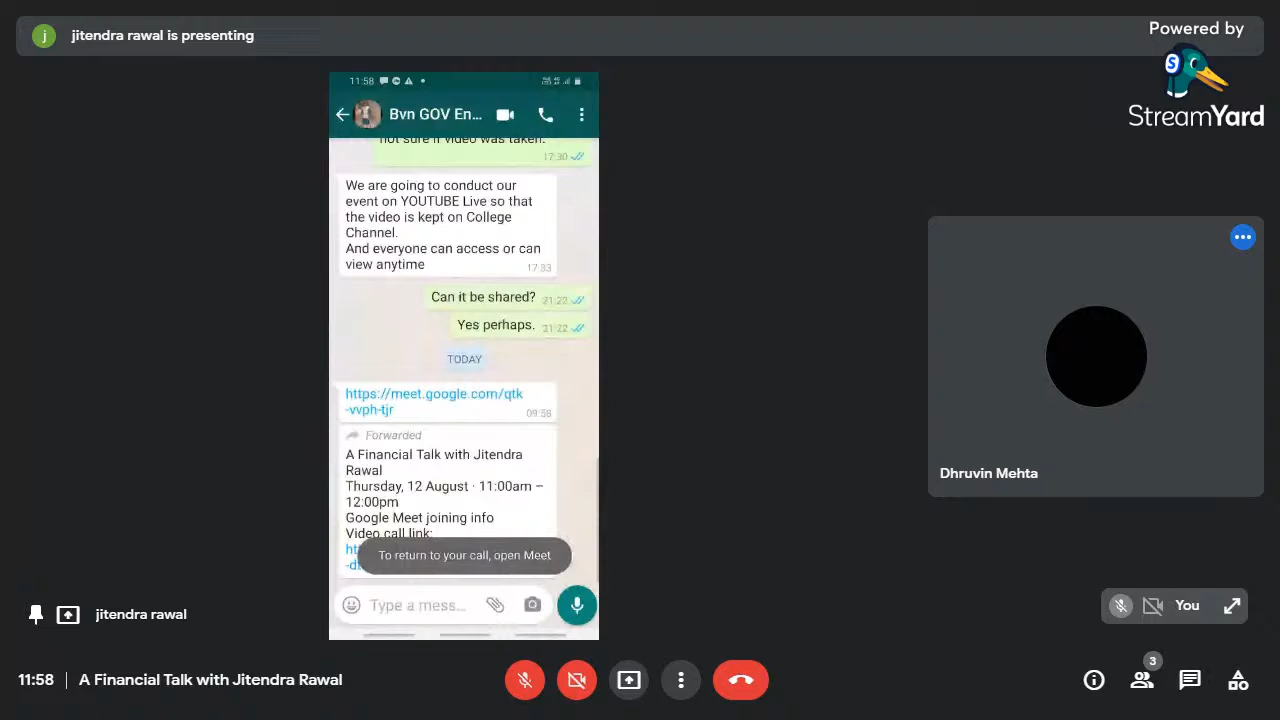 j jitendra rawal is presenting
Powered by
S
StreamYard
11:58
Bvn GOV En...
not sure if video was taken.
17:30
We are going to conduct our
event on YOUTUBE Live so that
the video is kept on College
Channel.
And everyone can access or can
view anytime
17:33
Can it be shared? 21:22
Yes perhaps. 21:22
TODAY
https://meet.google.com/qtk
-vvph-tjr
09:58
Forwarded
A Financial Talk with Jitendra
Rawal
Thursday, 12 August · 11:00am –
12:00pm
Google Meet joining info
Video call link:
To return to your call, open Meet
Type a mess...
Dhruvin Mehta
jitendra rawal
You
11:58 | A Financial Talk with Jitendra Rawal
3